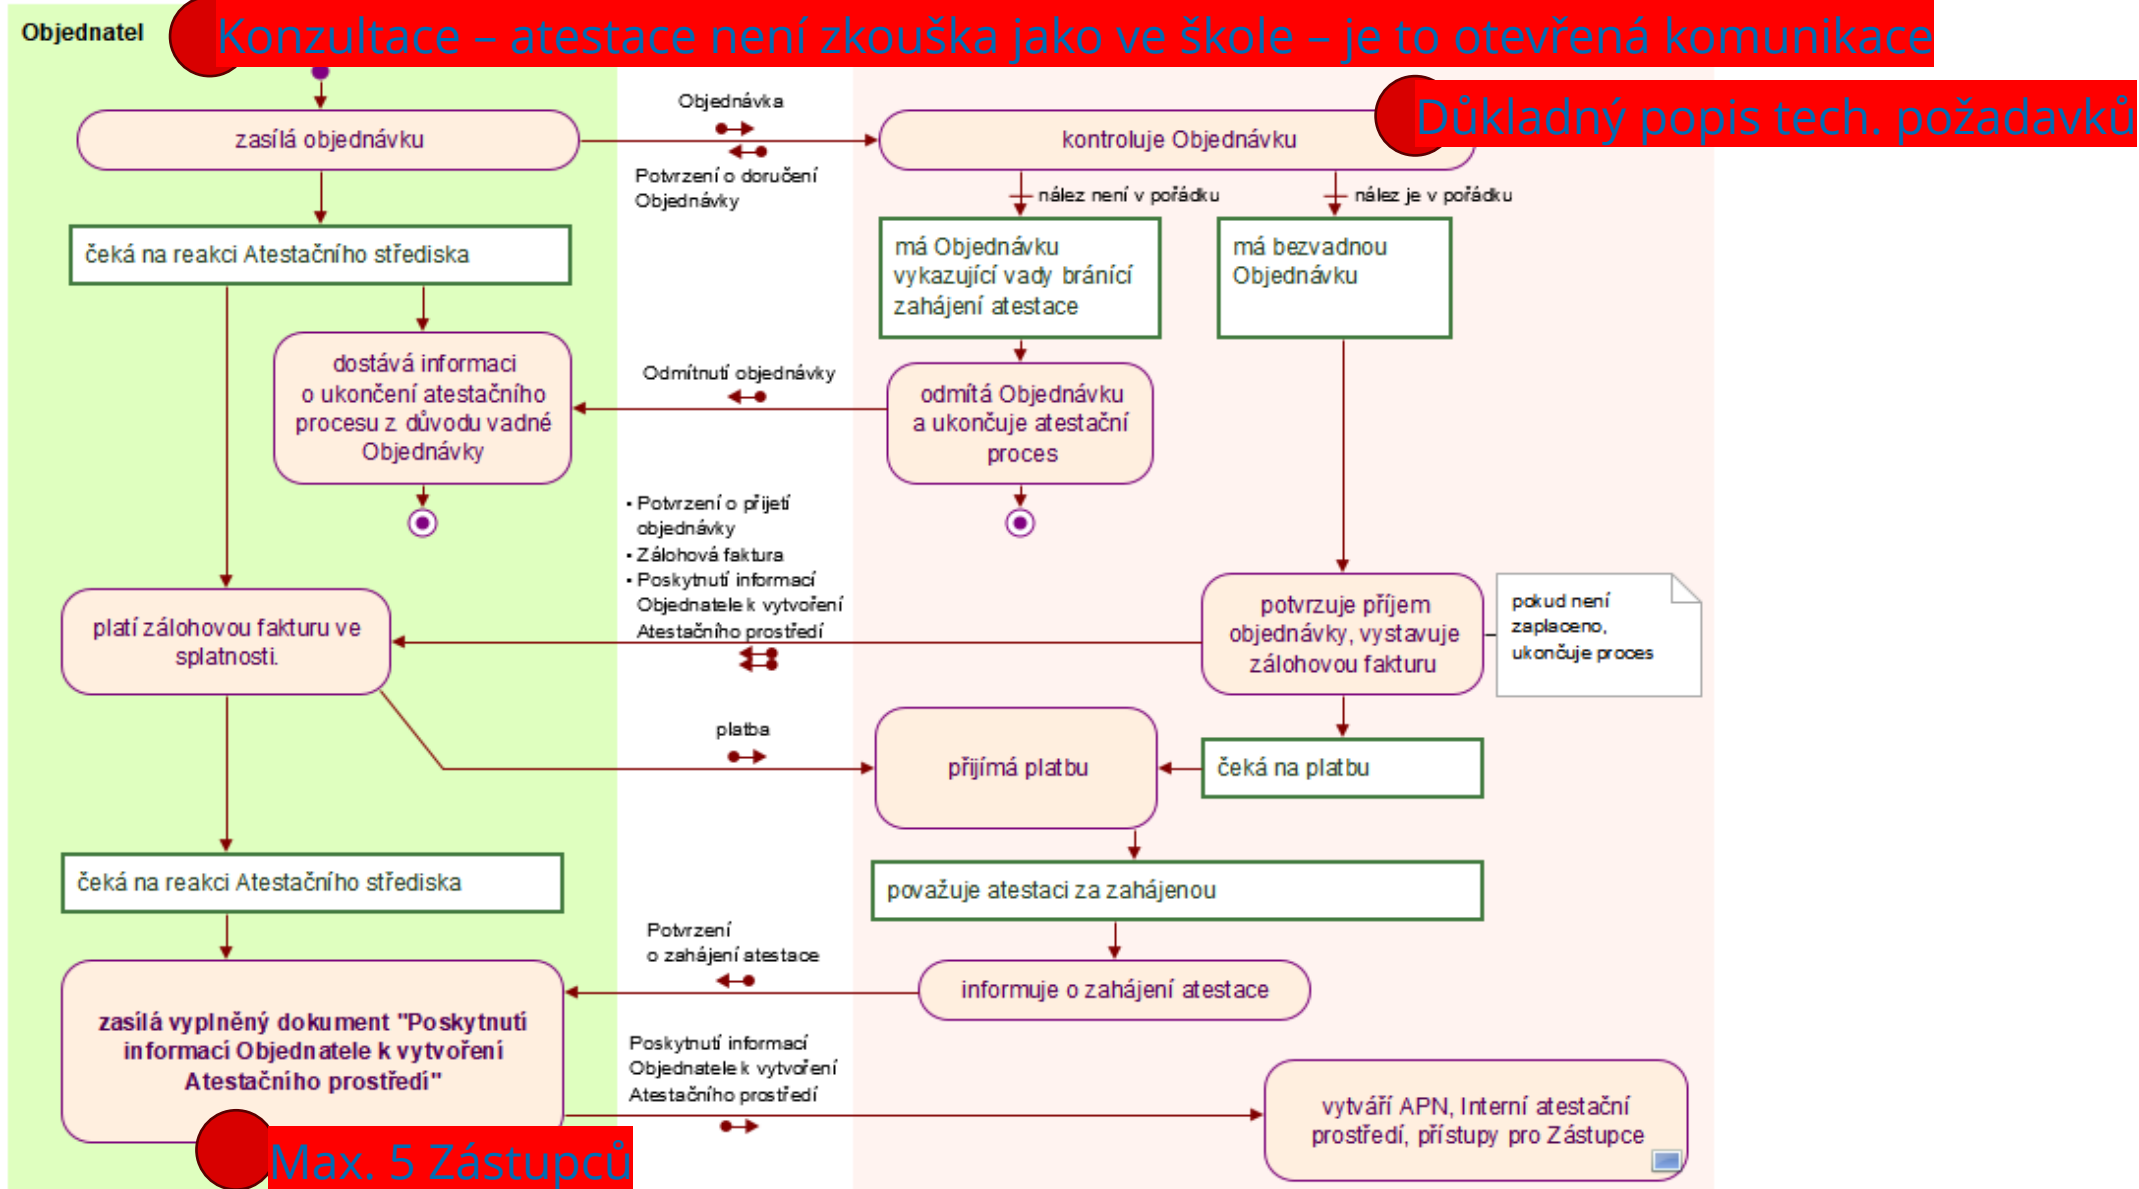 Objednatel
Konzultace – atestace není zkouška jako ve škole – je to otevřená komunikace
Důkladný popis tech. požadavků
zasílá objednávku
Objednávka
Potvrzení o doručení
Objednávky
kontroluje Objednávku
nález není v pořádku
nález je v pořádku
čeká na reakci Atestačního střediska
má Objednávku
vykazující vady bránící
zahájení atestace
má bezvadnou
Objednávku
dostává informaci
o ukončení atestačního
procesu z důvodu vadné
Objednávky
Odmítnutí objednávky
odmítá Objednávku
a ukončuje atestační
proces
• Potvrzení o přijetí
objednávky
• Zálohová faktura
• Poskytnutí informací
Objednatele k vytvoření
Atestačního prostředí
platí zálohovou fakturu ve
splatnosti.
potvrzuje příjem
objednávky, vystavuje
zálohovou fakturu
pokud není
zaplaceno,
ukončuje proces
platba
přijímá platbu
čeká na platbu
čeká na reakci Atestačního střediska
považuje atestaci za zahájenou
Potvrzení
o zahájení atestace
informuje o zahájení atestace
zasílá vyplněný dokument "Poskytnutí
informací Objednatele k vytvoření
Atestačního prostředí"
Poskytnutí informací
Objednatele k vytvoření
Atestačního prostředí
vytváří APN, Interní atestační
prostředí, přístupy pro Zástupce
Max. 5 Zástupců